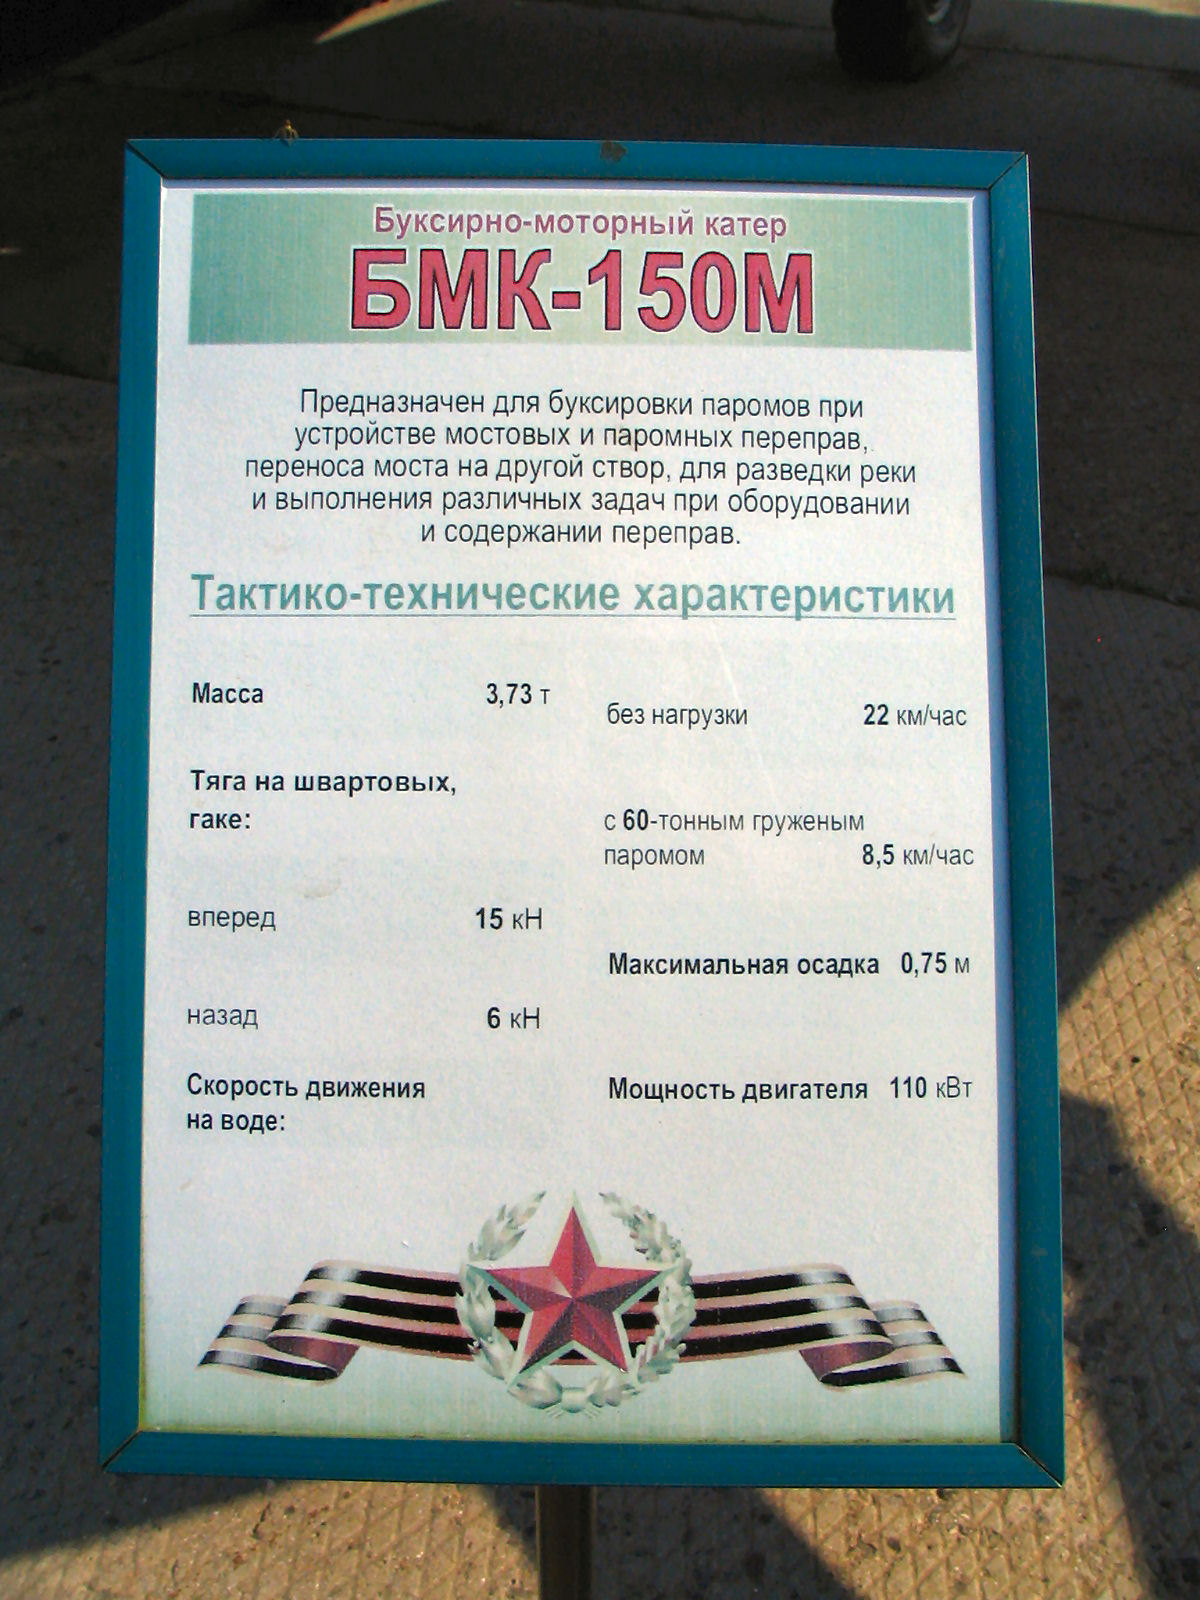 Буксирно-моторный катер
БМК-150М
Предназначен для буксировки паромов при
устройстве мостовых и паромных переправ,
переноса моста на другой створ, для разведки реки
и выполнения различных задач при оборудовании
и содержании переправ.
Тактико-технические характеристики
Масса 3,73 т
Тяга на швартовых,
гаке:
вперед 15 кН
назад 6 кН
Скорость движения
на воде:
без нагрузки 22 км/час
с 60-тонным груженым
паромом 8,5 км/час
Максимальная осадка 0,75 м
Мощность двигателя 110 кВт